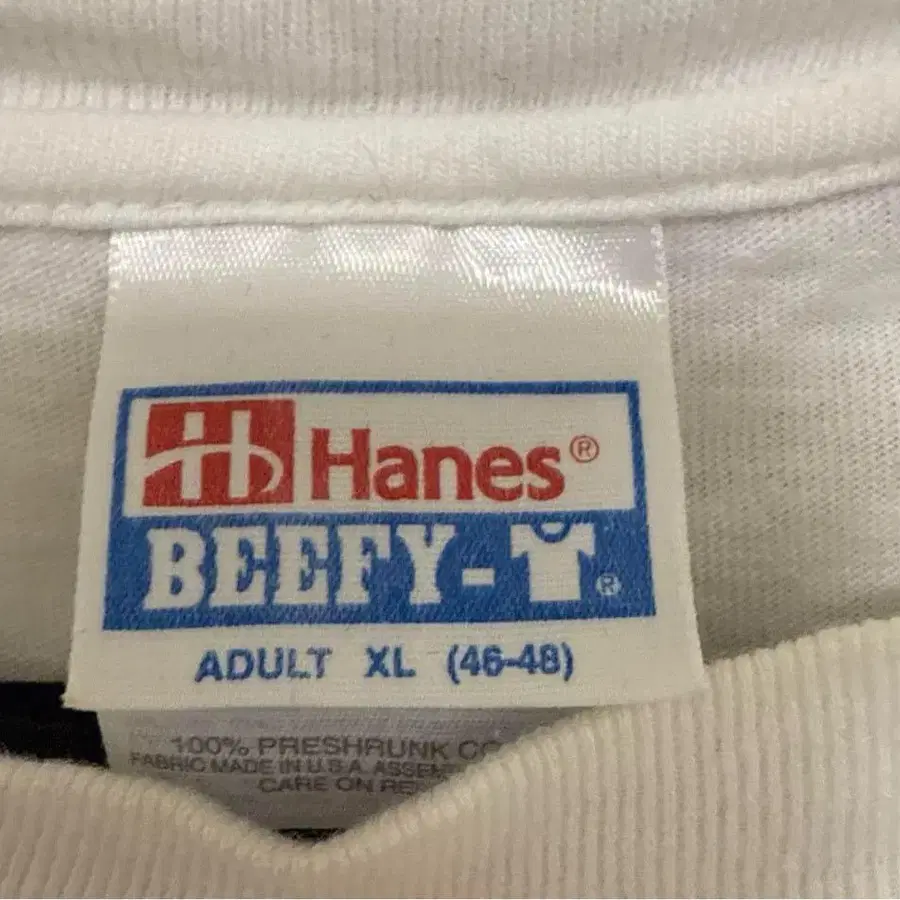 Hanes®
BEEFY-T®
ADULT XL (46-48)
100% PRESHRUNK
FABRIC MADE IN U.S.A.
CARE ON